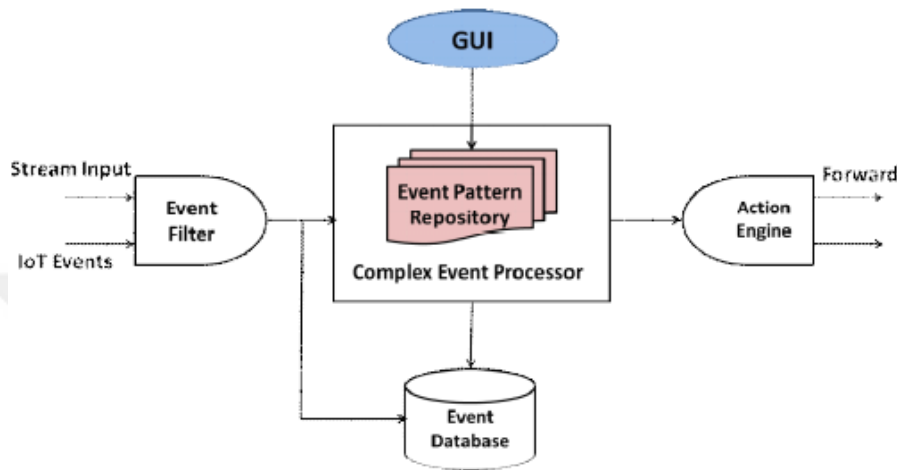 GUI
Stream Input
IoT Events
Event
Filter
Event Pattern
Repository
Complex Event Processor
Action
Engine
Forward
Event
Database